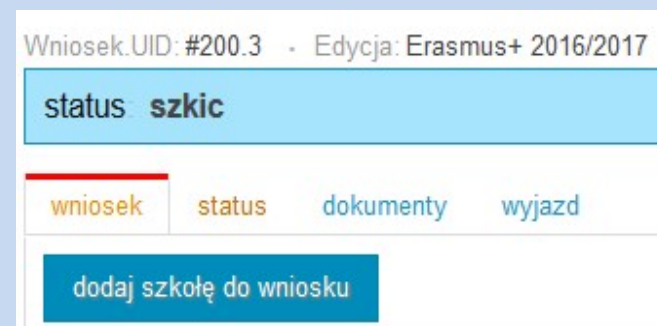 Wniosek.UID: #200.3 - Edycja: Erasmus+ 2016/2017
status: szkic
wniosek status dokumenty wyjazd
dodaj szkołę do wniosku